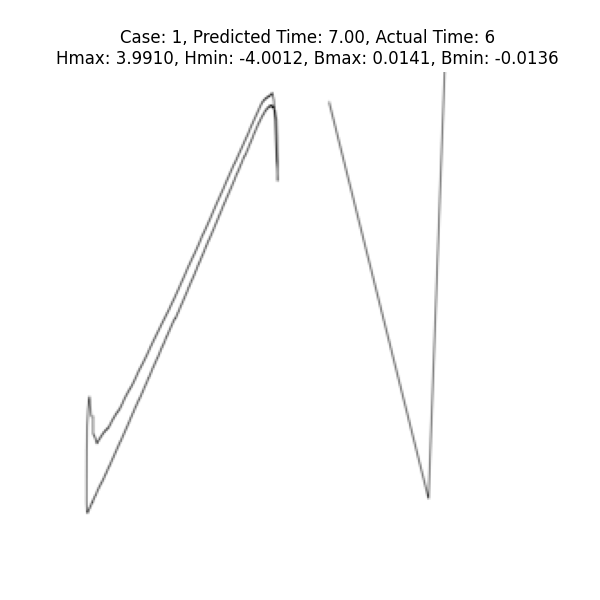 Case: 1, Predicted Time: 7.00, Actual Time: 6
Hmax: 3.9910, Hmin: -4.0012, Bmax: 0.0141, Bmin: -0.0136